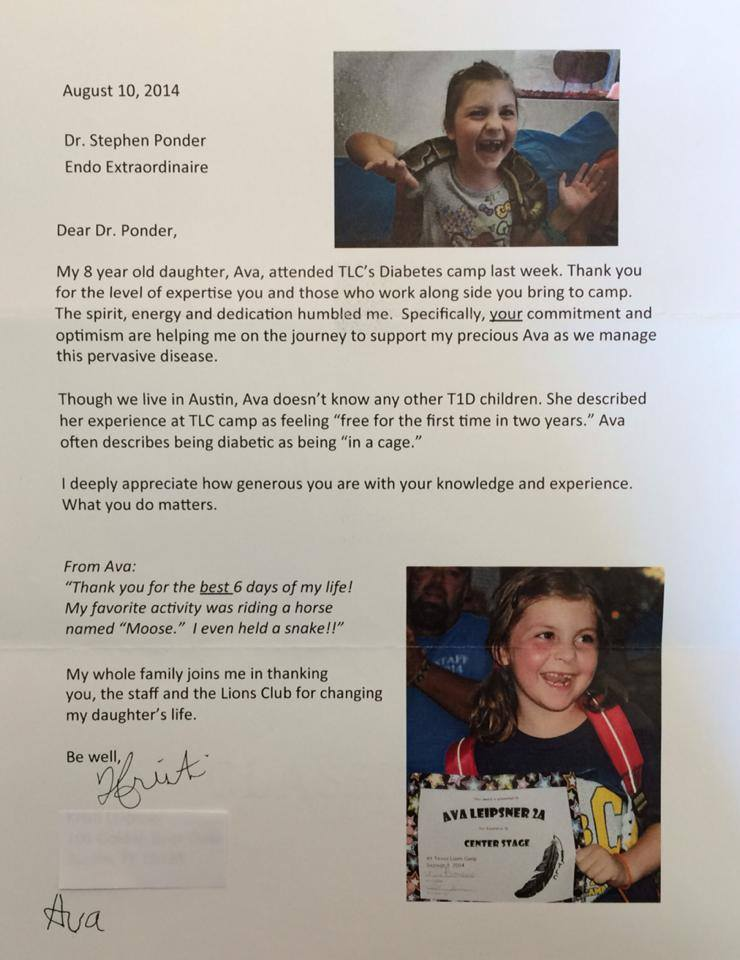 August 10, 2014
Dr. Stephen Ponder
Endo Extraordinaire
Dear Dr. Ponder,
My 8 year old daughter, Ava, attended TLC's Diabetes camp last week. Thank you
for the level of expertise you and those who work along side you bring to camp.
The spirit, energy and dedication humbled me. Specifically, your commitment and
optimism are helping me on the journey to support my precious Ava as we manage
this pervasive disease.
Though we live in Austin, Ava doesn't know any other T1D children. She described
her experience at TLC camp as feeling "free for the first time in two years." Ava
often describes being diabetic as being "in a cage."
I deeply appreciate how generous you are with your knowledge and experience.
What you do matters.
From Ava:
"Thank you for the best 6 days of my life!
My favorite activity was riding a horse
named "Moose." I even held a snake!!"
My whole family joins me in thanking
you, the staff and the Lions Club for changing
my daughter's life.
Be well,
Kristi
Ava
STAFF
AVA LEIPSNER 2A
CENTER STAGE
Texas Lions Camp
2014